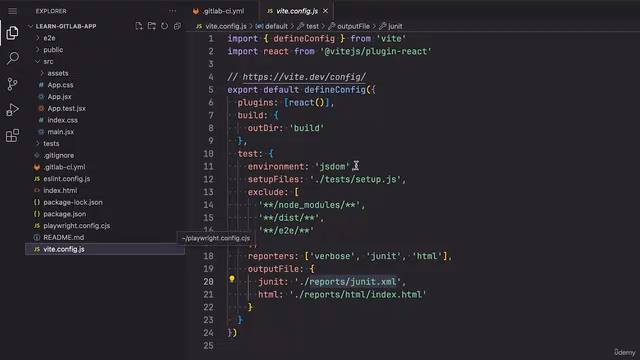 EXPLORER
LEARN-GITLAB-APP
e2e
public
src
assets
App.css
App.jsx
App.test.jsx
index.css
main.jsx
tests
.gitignore
.gitlab-ci.yml
eslint.config.js
index.html
package-lock.json
package.json
playwright.config.cjs
README.md
vite.config.js
~/playwright.config.cjs
.gitlab-ci.yml
vite.config.js
vite.config.js > default > test > outputFile > junit
1 import { defineConfig } from 'vite'
2 import react from '@vitejs/plugin-react'
3
4 // https://vite.dev/config/
5 export default defineConfig({
6 plugins: [react()],
7 build: {
8 outDir: 'build'
9 },
10 test: {
11 environment: 'jsdom',
12 setupFiles: './tests/setup.js',
13 exclude: [
14 '**/node_modules/**',
15 '**/dist/**',
16 '**/e2e/**'
18 reporters: ['verbose', 'junit', 'html'],
19 outputFile: {
20 junit: './reports/junit.xml',
21 html: './reports/html/index.html'
22 }
23 }
24 })
25
Udemy